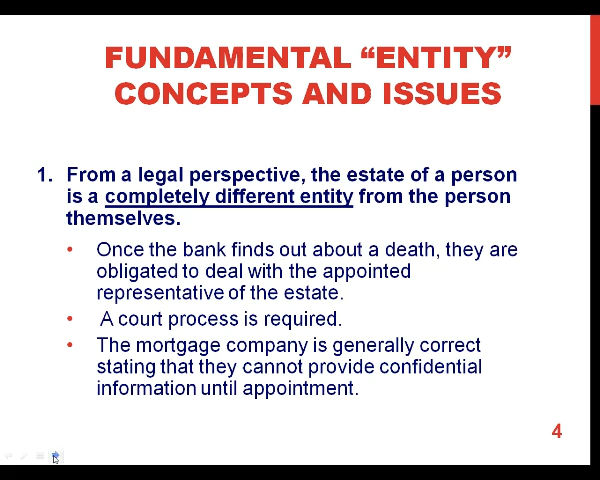 FUNDAMENTAL “ENTITY”
CONCEPTS AND ISSUES
1. From a legal perspective, the estate of a person
is a completely different entity from the person
themselves.
• Once the bank finds out about a death, they are
obligated to deal with the appointed
representative of the estate.
• A court process is required.
• The mortgage company is generally correct
stating that they cannot provide confidential
information until appointment.
4